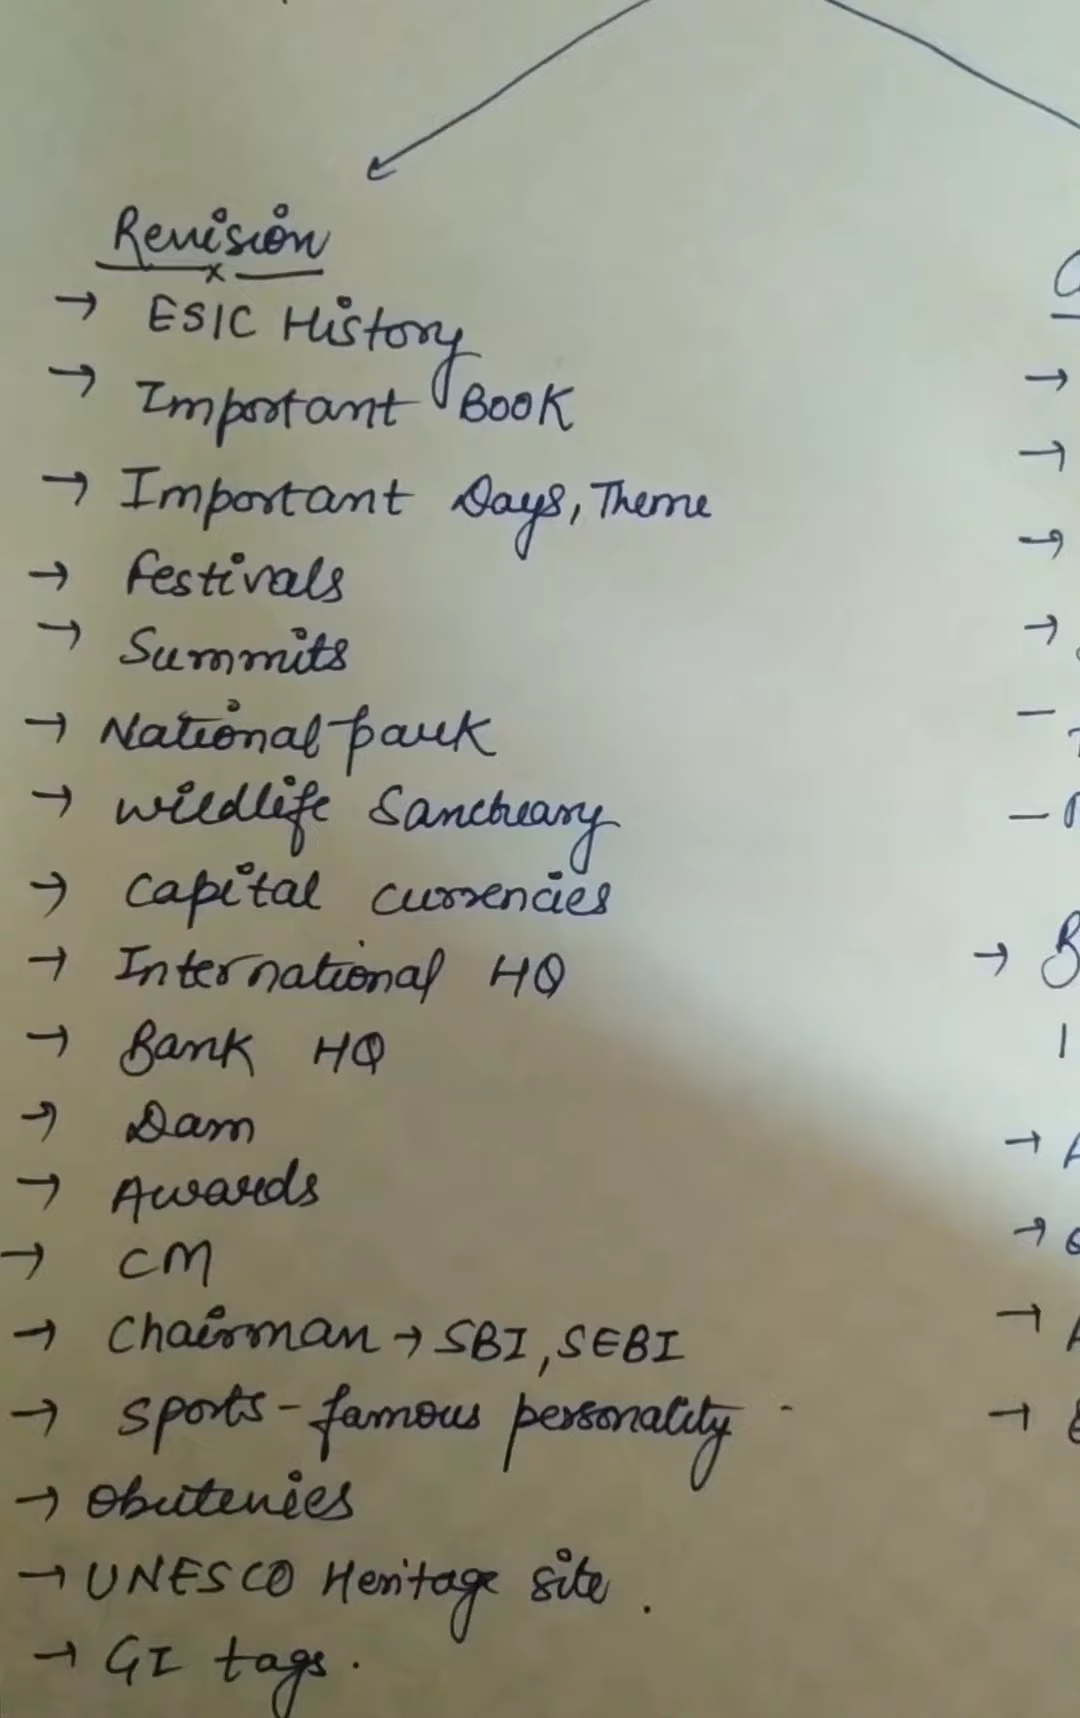 Revision
→ ESIC History
→ Important BOOK
→ Important Days, Theme
→ festivals
→ Summits
→ National park
→ wildlife Sanctuary
→ Capital currencies
→ International HQ
→ Bank HQ
→ Dam
→ Awards
→ CM
→ Chairman → SBI, SEBI
→ Sports - famous personality
→ Obutenies
→ UNESCO Heritage site.
→ GI tags.